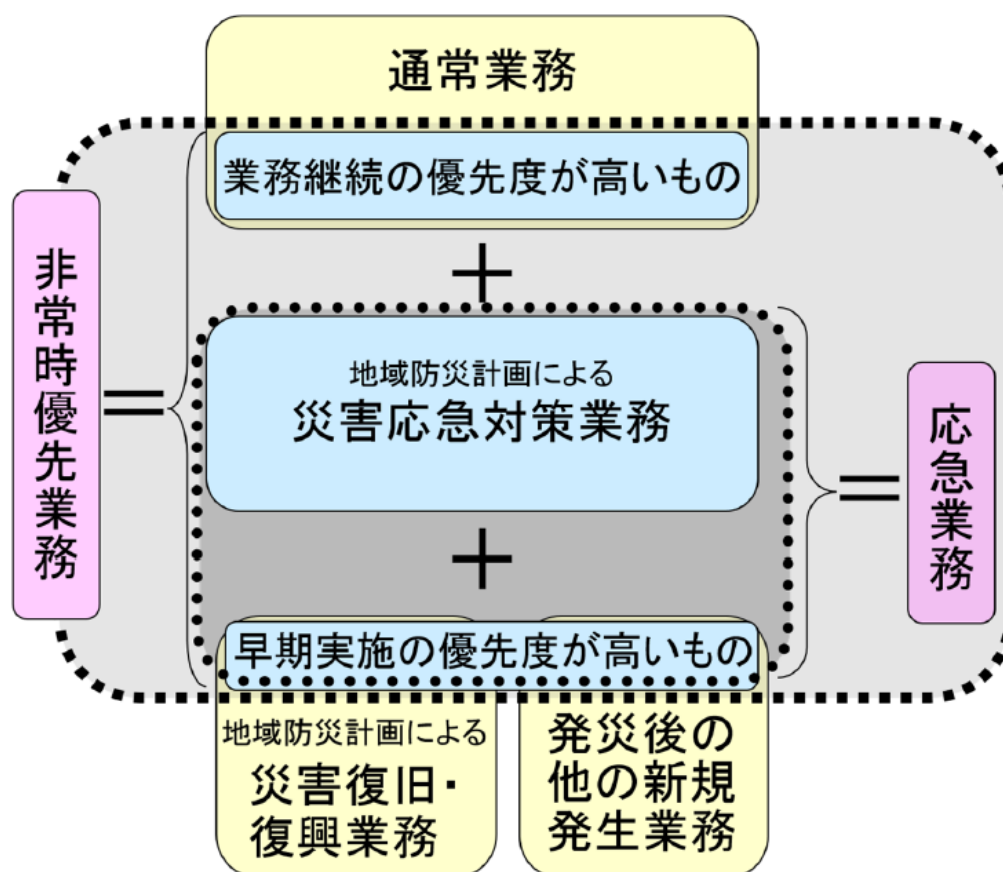 通常業務
業務継続の優先度が高いもの
+
非常時優先業務
=
地域防災計画による
災害応急対策業務
=
応急業務
+
早期実施の優先度が高いもの
地域防災計画による
災害復旧・
復興業務
発災後の
他の新規
発生業務